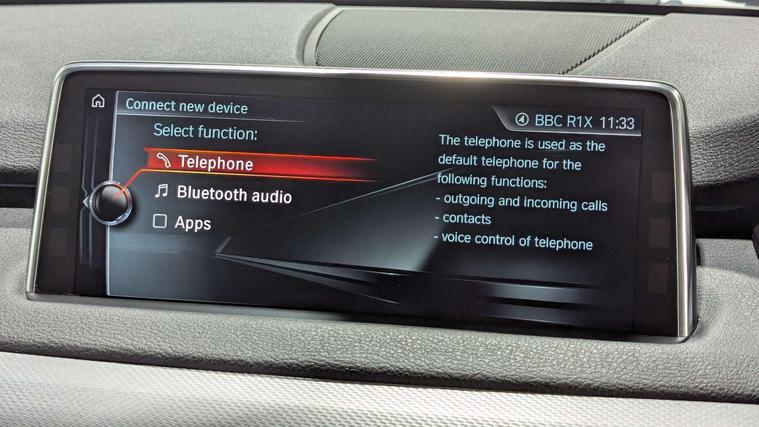 Connect new device
BBC R1X 11:33
Select function:
Telephone
Bluetooth audio
Apps
The telephone is used as the
default telephone for the
following functions:
- outgoing and incoming calls
- contacts
- voice control of telephone